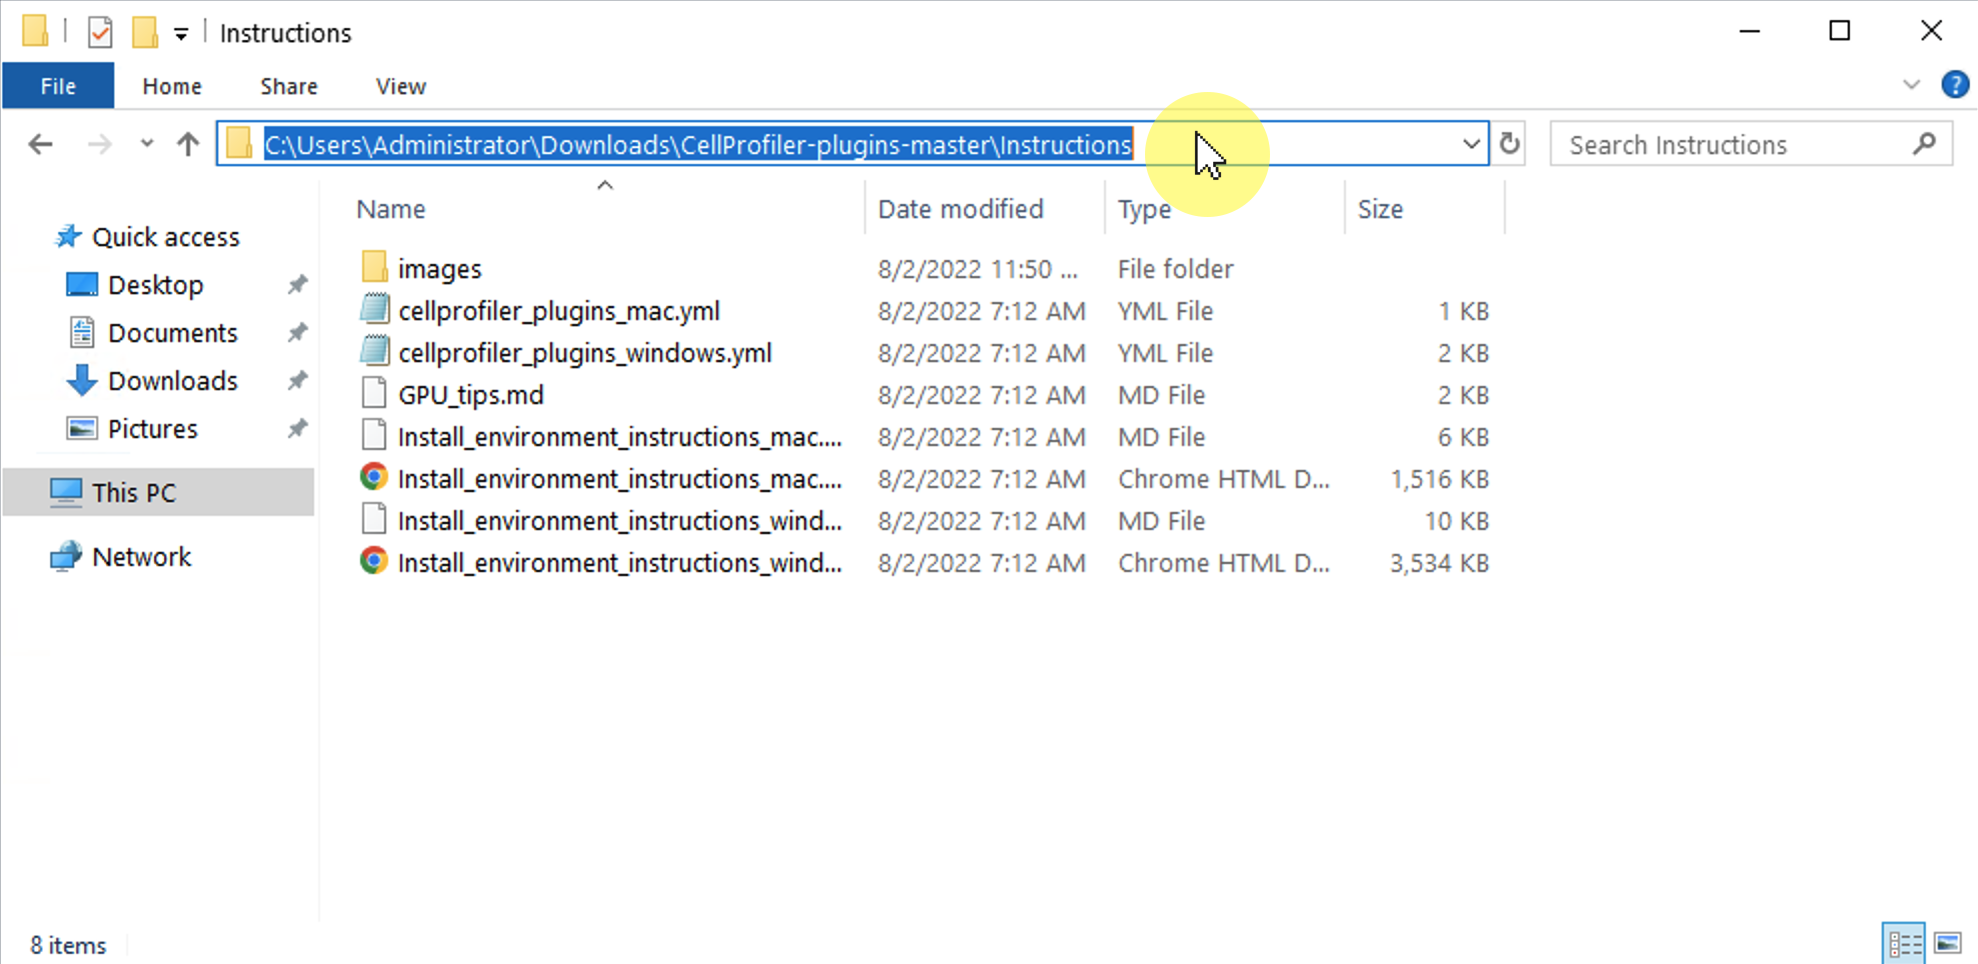 Instructions
File Home Share View
C:\Users\Administrator\Downloads\CellProfiler-plugins-master\Instructions Search Instructions
Name Date modified Type Size
Quick access
Desktop
Documents
Downloads
Pictures
This PC
Network
images 8/2/2022 11:50 ... File folder
cellprofiler_plugins_mac.yml 8/2/2022 7:12 AM YML File 1 KB
cellprofiler_plugins_windows.yml 8/2/2022 7:12 AM YML File 2 KB
GPU_tips.md 8/2/2022 7:12 AM MD File 2 KB
Install_environment_instructions_mac.... 8/2/2022 7:12 AM MD File 6 KB
Install_environment_instructions_mac.... 8/2/2022 7:12 AM Chrome HTML D... 1,516 KB
Install_environment_instructions_wind... 8/2/2022 7:12 AM MD File 10 KB
Install_environment_instructions_wind... 8/2/2022 7:12 AM Chrome HTML D... 3,534 KB
8 items